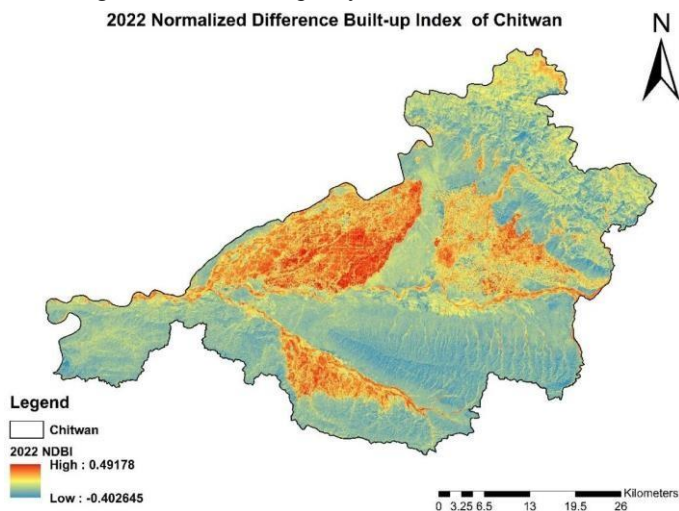 2022 Normalized Difference Built-up Index of Chitwan
N
Legend
Chitwan
2022 NDBI
High : 0.49178
Low : -0.402645
Kilometers
0 3.25 6.5 13 19.5 26